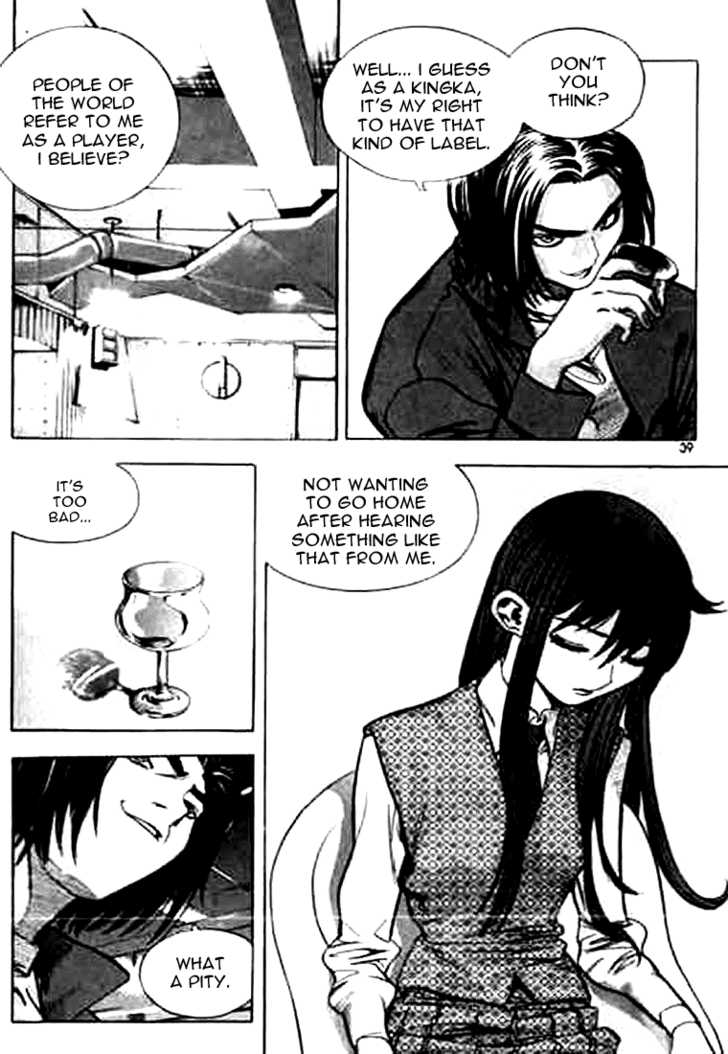 PEOPLE OF
THE WORLD
REFER TO ME
AS A PLAYER,
I BELIEVE?
WELL... I GUESS
AS A KINGKA,
IT'S MY RIGHT
TO HAVE THAT
KIND OF LABEL.
DON'T
YOU
THINK?
39
IT'S
TOO
BAD...
NOT WANTING
TO GO HOME
AFTER HEARING
SOMETHING LIKE
THAT FROM ME.
WHAT
A PITY.